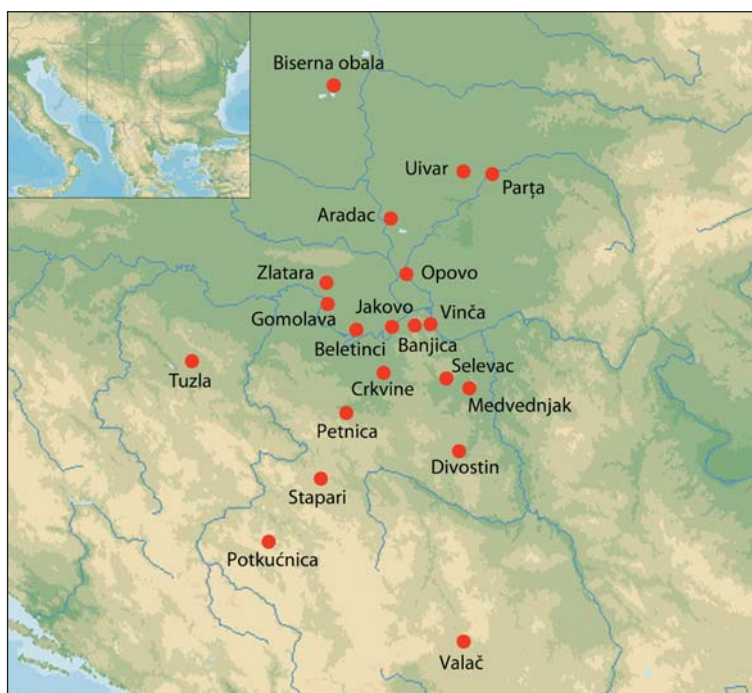 Biserna obala
Uivar
Parța
Aradac
Zlatara
Opovo
Gomolava
Jakovo
Vinča
Beletinci
Banjica
Tuzla
Crkvine
Selevac
Medvednjak
Petnica
Divostin
Stapari
Potkućnica
Valač